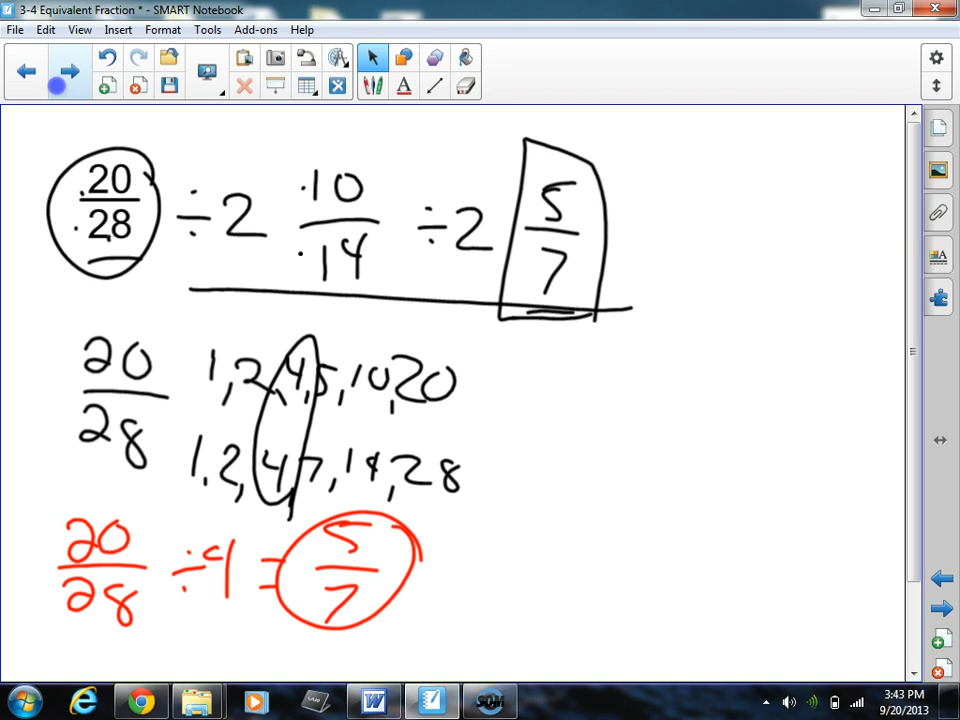 3-4 Equivalent Fraction * - SMART Notebook
File Edit View Insert Format Tools Add-ons Help
.20 ÷2 .10 ÷2 5
.28 .14 7
20 1,2,4,5,10,20
28 1,2,4,7,14,28
20 ÷4 = 5
28 7
3:43 PM
9/20/2013